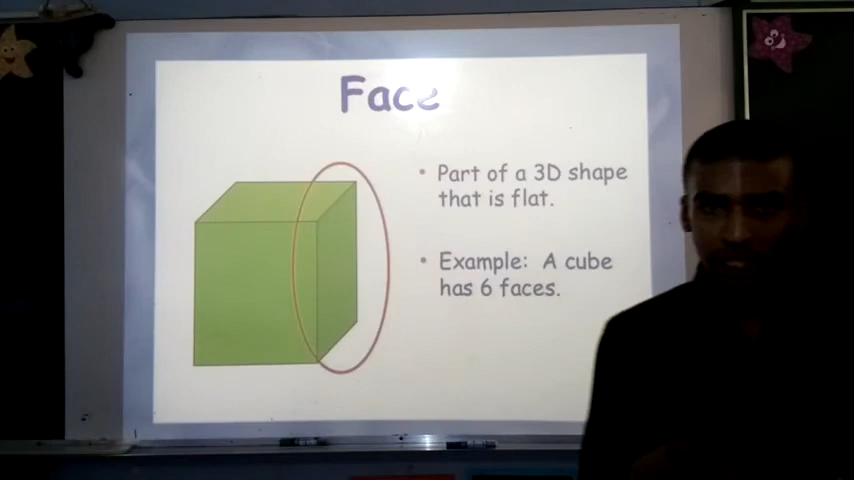 Face
• Part of a 3D shape
that is flat.
• Example: A cube
has 6 faces.